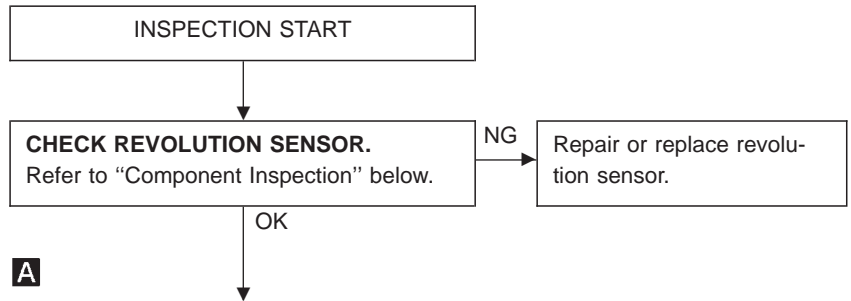 INSPECTION START
CHECK REVOLUTION SENSOR.
Refer to ‘‘Component Inspection’’ below.
NG
Repair or replace revolu-
tion sensor.
OK
A